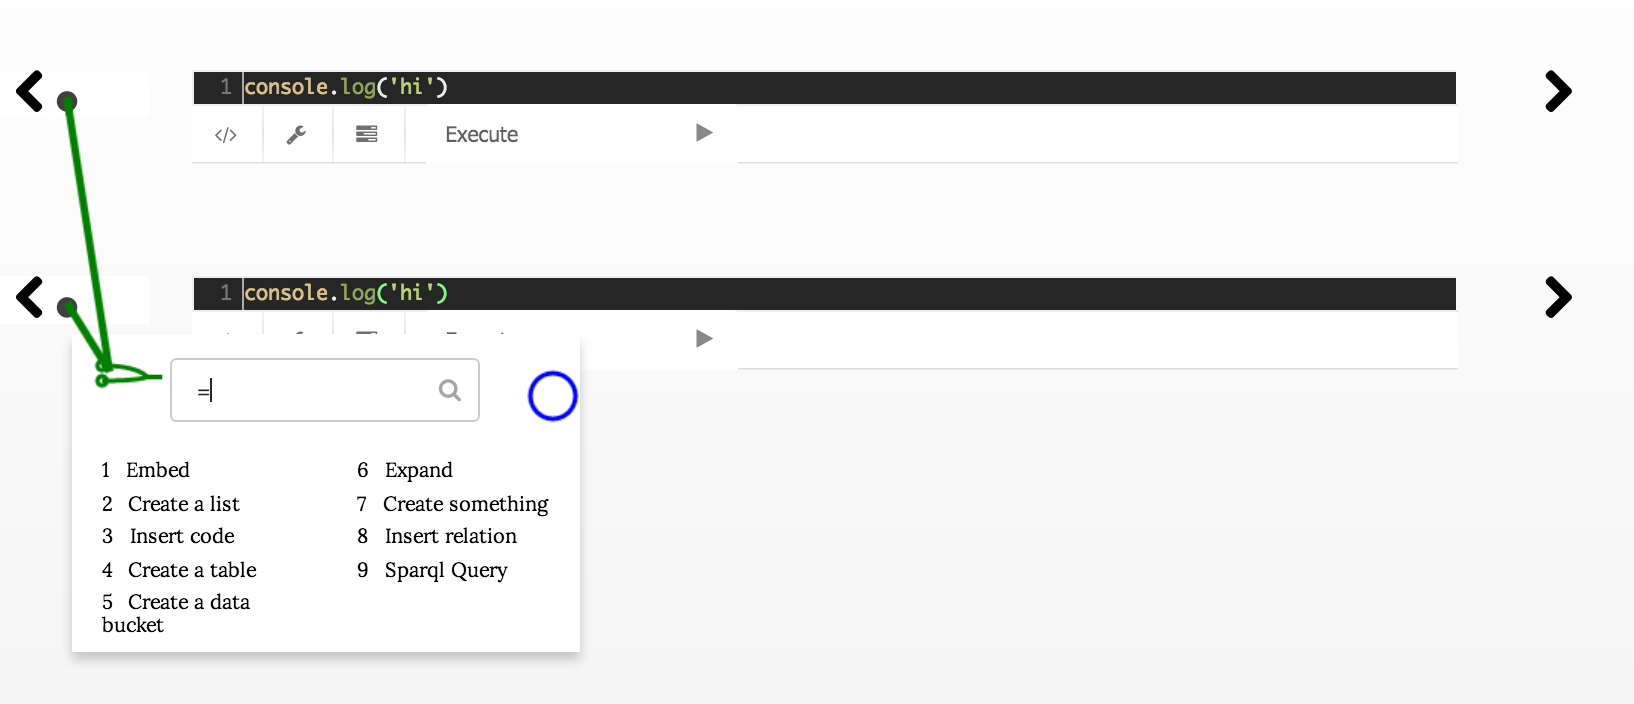 1 console.log('hi')
</> Execute
1 console.log('hi')
=
1 Embed
2 Create a list
3 Insert code
4 Create a table
5 Create a data
bucket
6 Expand
7 Create something
8 Insert relation
9 Sparql Query